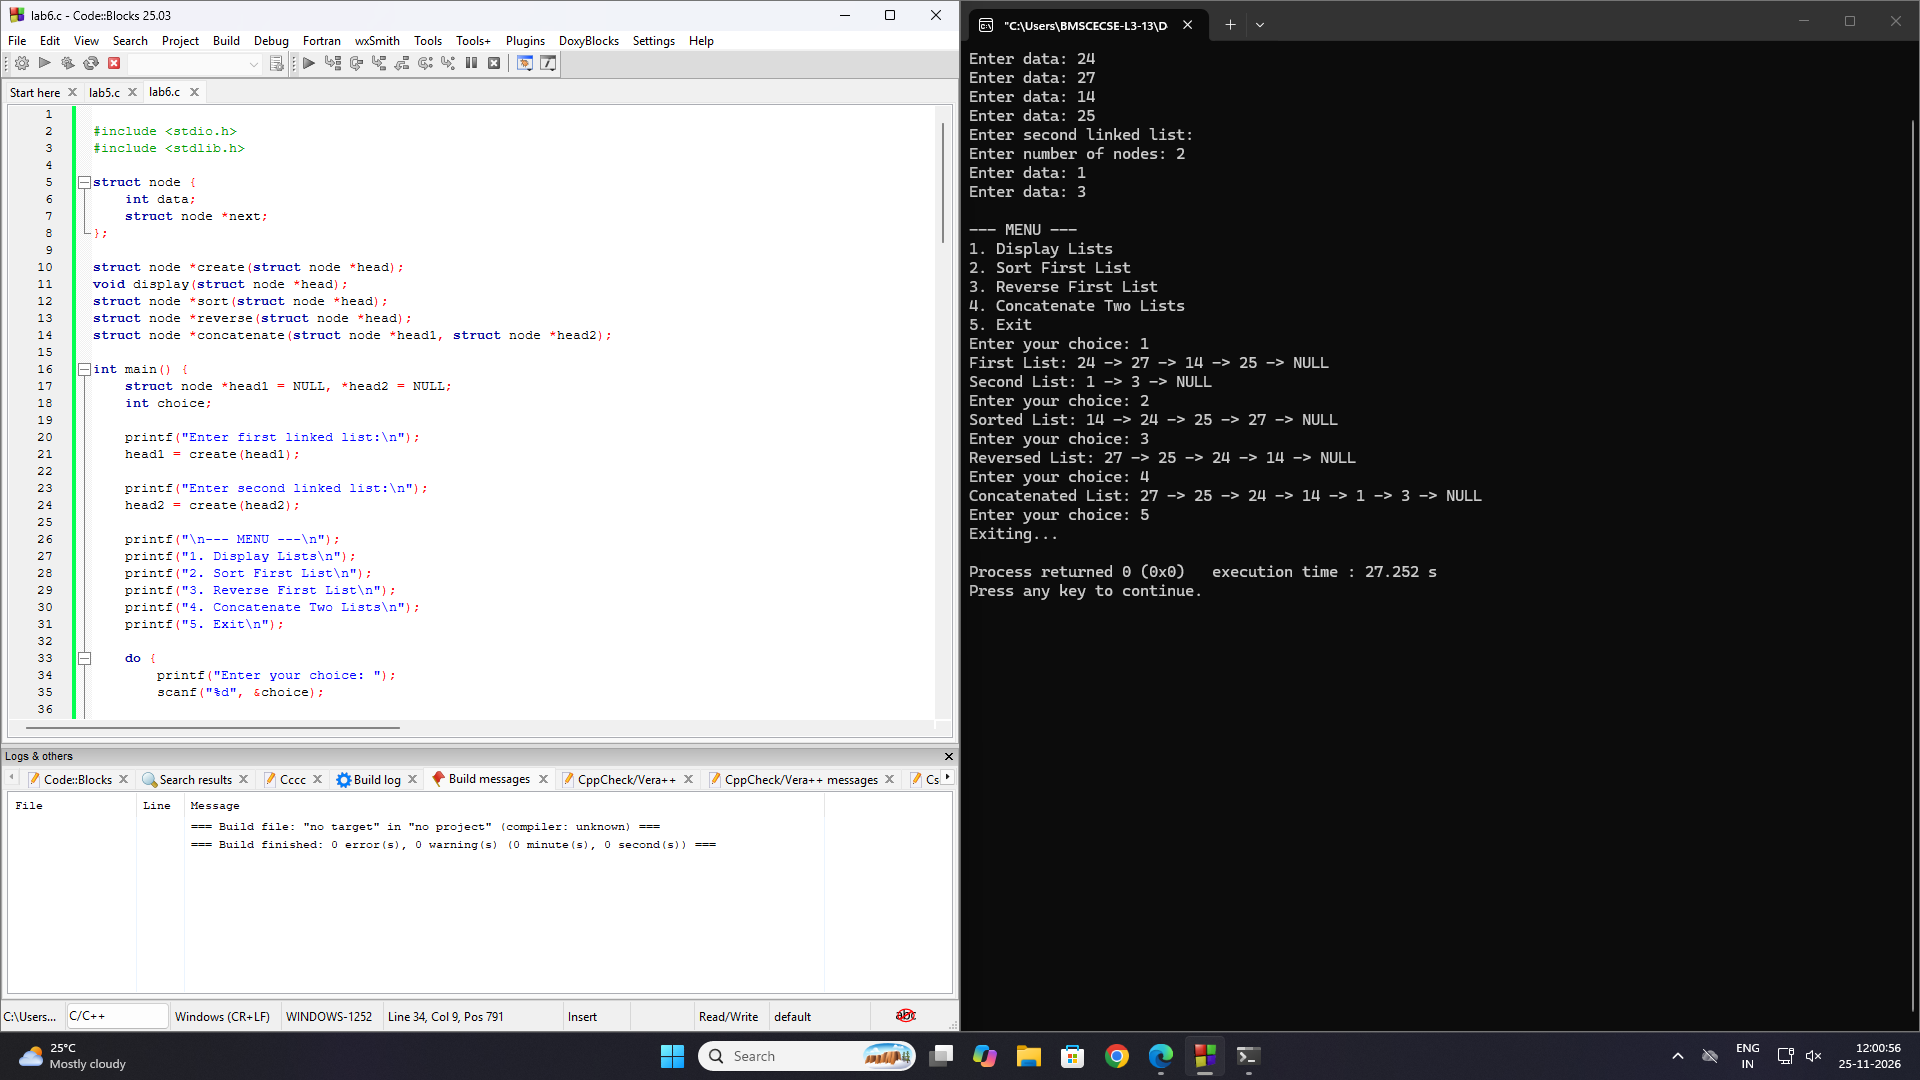 lab6.c - Code::Blocks 25.03
File Edit View Search Project Build Debug Fortran wxSmith Tools Tools+ Plugins DoxyBlocks Settings Help
Start here lab5.c lab6.c
1
2 #include <stdio.h>
3 #include <stdlib.h>
4
5 struct node {
6 int data;
7 struct node *next;
8 };
9
10 struct node *create(struct node *head);
11 void display(struct node *head);
12 struct node *sort(struct node *head);
13 struct node *reverse(struct node *head);
14 struct node *concatenate(struct node *head1, struct node *head2);
15
16 int main() {
17 struct node *head1 = NULL, *head2 = NULL;
18 int choice;
19
20 printf("Enter first linked list:\n");
21 head1 = create(head1);
22
23 printf("Enter second linked list:\n");
24 head2 = create(head2);
25
26 printf("\n--- MENU ---\n");
27 printf("1. Display Lists\n");
28 printf("2. Sort First List\n");
29 printf("3. Reverse First List\n");
30 printf("4. Concatenate Two Lists\n");
31 printf("5. Exit\n");
32
33 do {
34 printf("Enter your choice: ");
35 scanf("%d", &choice);
36
Logs & others
Code::Blocks Search results Cccc Build log Build messages CppCheck/Vera++ CppCheck/Vera++ messages Cs
File Line Message
=== Build file: "no target" in "no project" (compiler: unknown) ===
=== Build finished: 0 error(s), 0 warning(s) (0 minute(s), 0 second(s)) ===
C:\Users... C/C++ Windows (CR+LF) WINDOWS-1252 Line 34, Col 9, Pos 791 Insert Read/Write default abc
"C:\Users\BMSCECSE-L3-13\D
Enter data: 24
Enter data: 27
Enter data: 14
Enter data: 25
Enter second linked list:
Enter number of nodes: 2
Enter data: 1
Enter data: 3
--- MENU ---
1. Display Lists
2. Sort First List
3. Reverse First List
4. Concatenate Two Lists
5. Exit
Enter your choice: 1
First List: 24 -> 27 -> 14 -> 25 -> NULL
Second List: 1 -> 3 -> NULL
Enter your choice: 2
Sorted List: 14 -> 24 -> 25 -> 27 -> NULL
Enter your choice: 3
Reversed List: 27 -> 25 -> 24 -> 14 -> NULL
Enter your choice: 4
Concatenated List: 27 -> 25 -> 24 -> 14 -> 1 -> 3 -> NULL
Enter your choice: 5
Exiting...
Process returned 0 (0x0) execution time : 27.252 s
Press any key to continue.
25°C
Mostly cloudy
Search
ENG
IN
12:00:56
25-11-2026